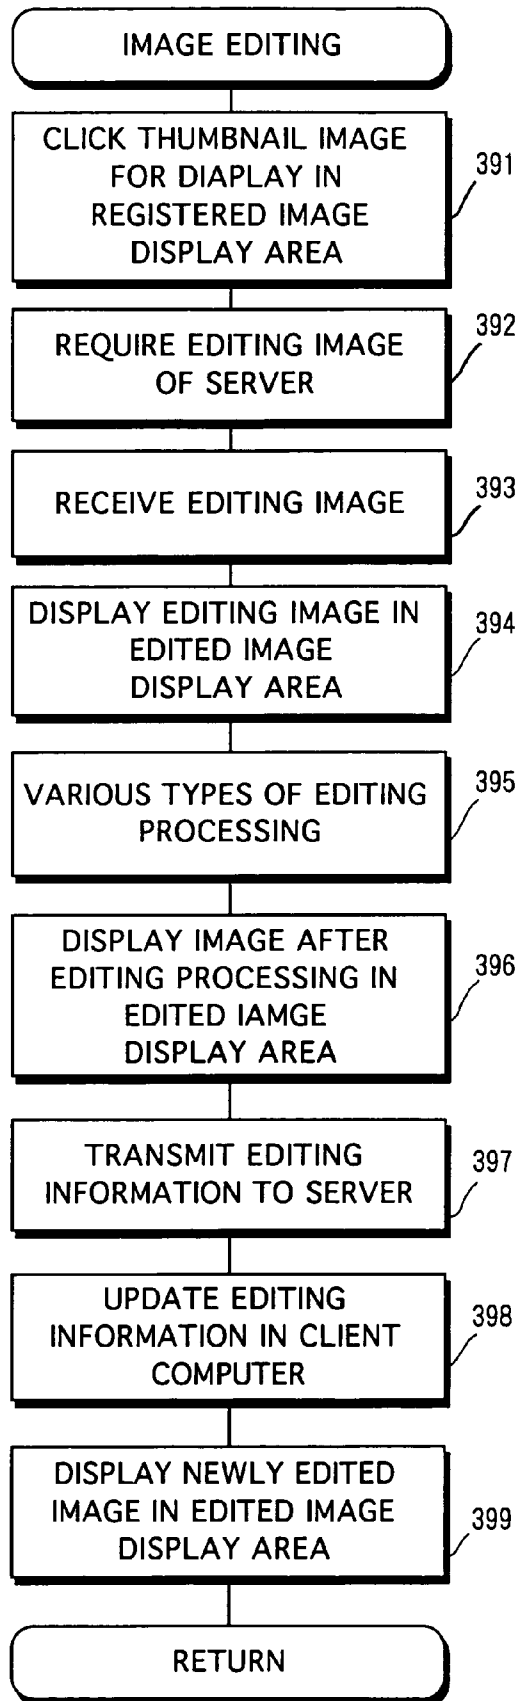 IMAGE EDITING
CLICK THUMBNAIL IMAGE
FOR DIAPLAY IN
REGISTERED IMAGE
DISPLAY AREA
391
REQUIRE EDITING IMAGE
OF SERVER
392
RECEIVE EDITING IMAGE
393
DISPLAY EDITING IMAGE IN
EDITED IMAGE
DISPLAY AREA
394
VARIOUS TYPES OF EDITING
PROCESSING
395
DISPLAY IMAGE AFTER
EDITING PROCESSING IN
EDITED IAMGE
DISPLAY AREA
396
TRANSMIT EDITING
INFORMATION TO SERVER
397
UPDATE EDITING
INFORMATION IN CLIENT
COMPUTER
398
DISPLAY NEWLY EDITED
IMAGE IN EDITED IMAGE
DISPLAY AREA
399
RETURN